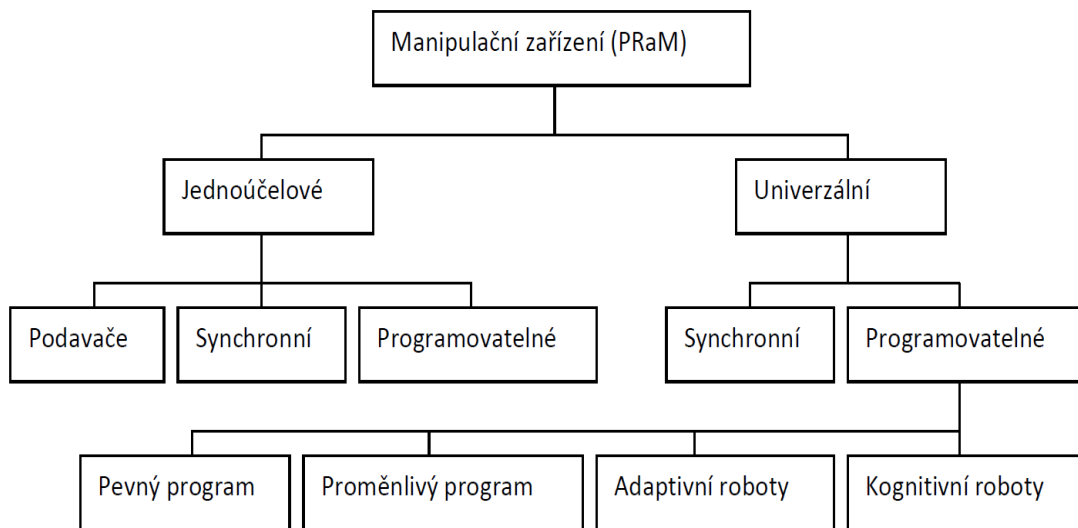 Manipulační zařízení (PRaM)
Jednoúčelové
Univerzální
Podavače
Synchronní
Programovatelné
Synchronní
Programovatelné
Pevný program
Proměnlivý program
Adaptivní roboty
Kognitivní roboty